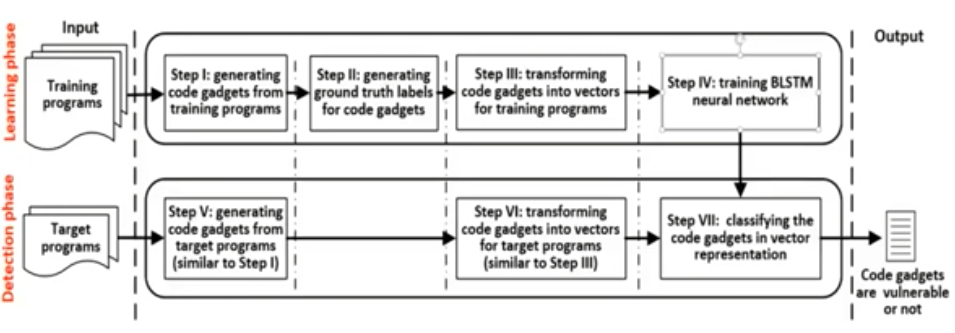 Input
Output
Learning phase
Training
programs
Step I: generating
code gadgets from
training programs
Step II: generating
ground truth labels
for code gadgets
Step III: transforming
code gadgets into vectors
for training programs
Step IV: training BLSTM
neural network
Detection phase
Target
programs
Step V: generating
code gadgets from
target programs
(similar to Step I)
Step VI: transforming
code gadgets into vectors
for target programs
(similar to Step III)
Step VII: classifying the
code gadgets in vector
representation
Code gadgets
are vulnerable
or not